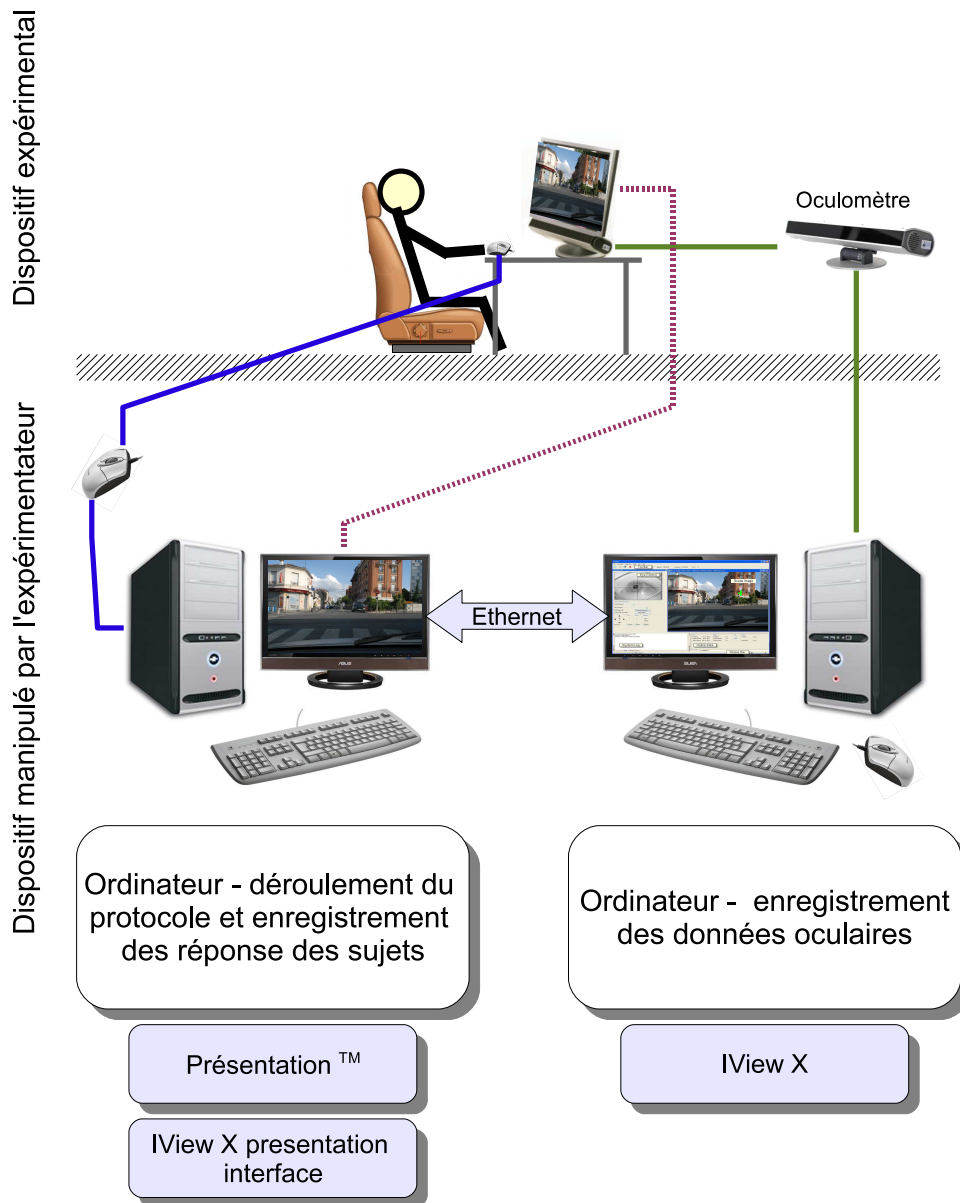 Dispositif expérimental
Oculomètre
Dispositif manipulé par l'expérimentateur
Ethernet
ASUS
Ordinateur - déroulement du
protocole et enregistrement
des réponse des sujets
Ordinateur - enregistrement
des données oculaires
Présentation TM
IView X
IView X presentation
interface